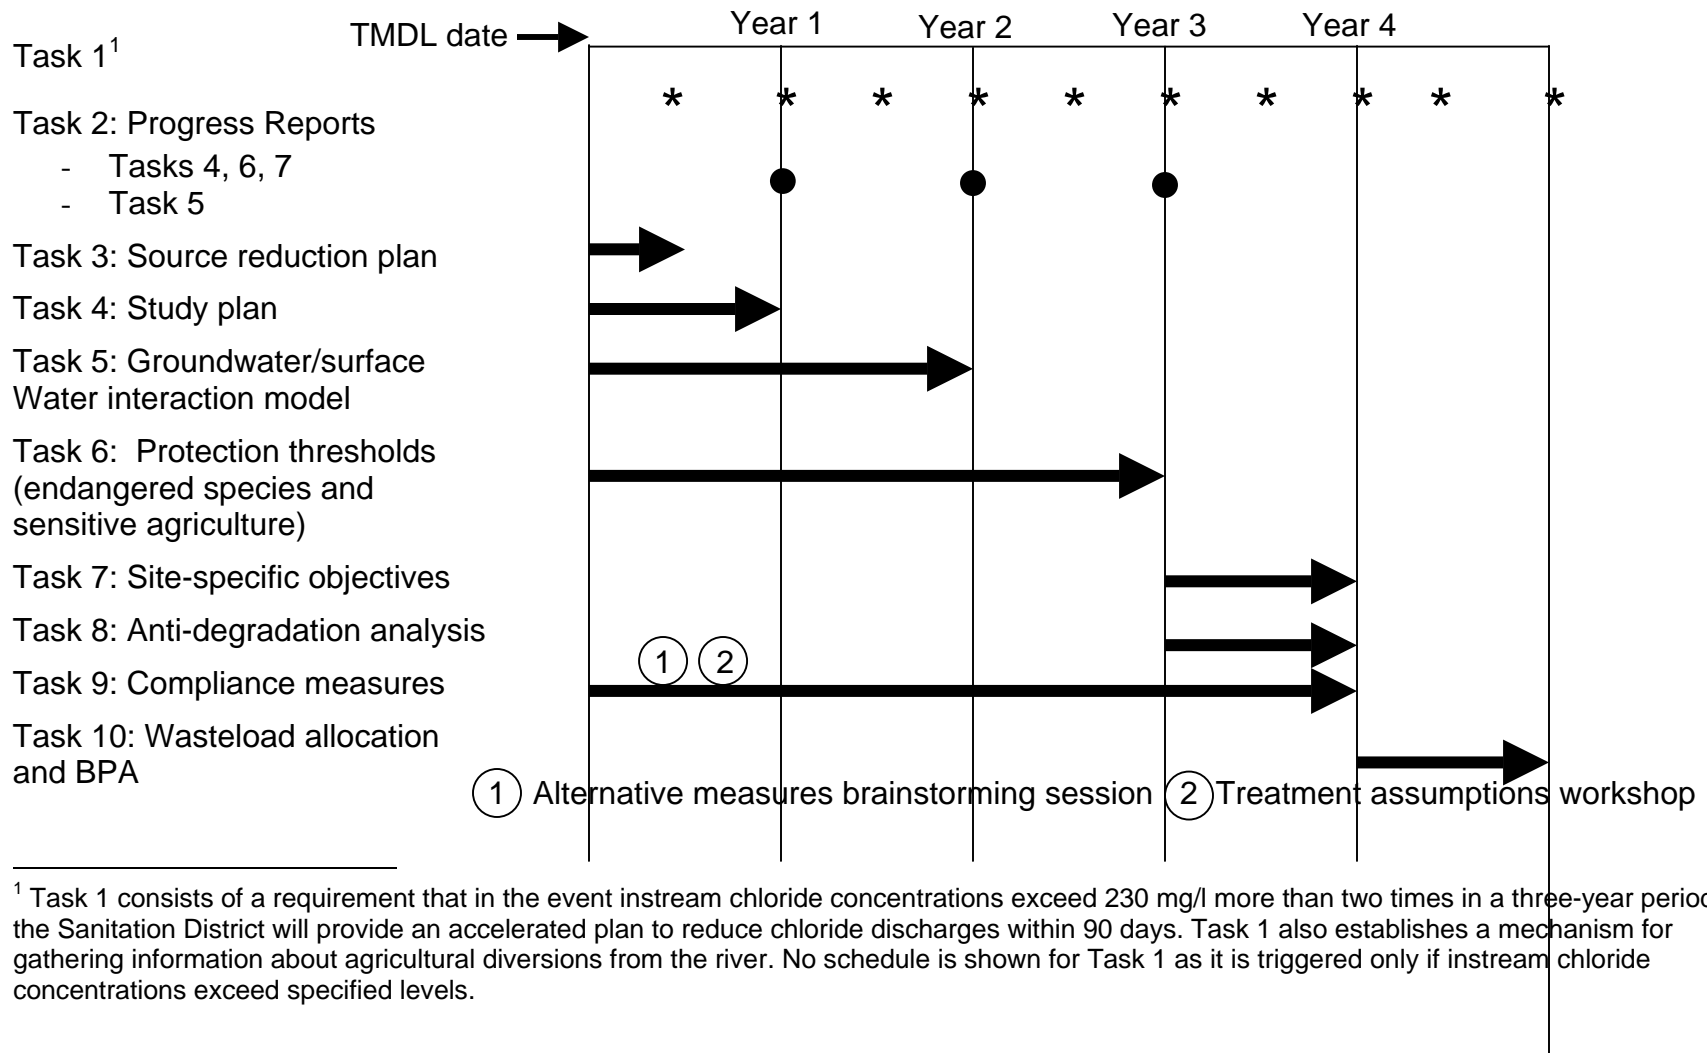 TMDL date
Year 1
Year 2
Year 3
Year 4
Task 1¹
* * * * * * * * * *
Task 2: Progress Reports
- Tasks 4, 6, 7
- Task 5
Task 3: Source reduction plan
Task 4: Study plan
Task 5: Groundwater/surface
Water interaction model
Task 6: Protection thresholds
(endangered species and
sensitive agriculture)
Task 7: Site-specific objectives
Task 8: Anti-degradation analysis
1 2
Task 9: Compliance measures
Task 10: Wasteload allocation
and BPA
1 Alternative measures brainstorming session 2 Treatment assumptions workshop
¹ Task 1 consists of a requirement that in the event instream chloride concentrations exceed 230 mg/l more than two times in a three-year period
the Sanitation District will provide an accelerated plan to reduce chloride discharges within 90 days. Task 1 also establishes a mechanism for
gathering information about agricultural diversions from the river. No schedule is shown for Task 1 as it is triggered only if instream chloride
concentrations exceed specified levels.